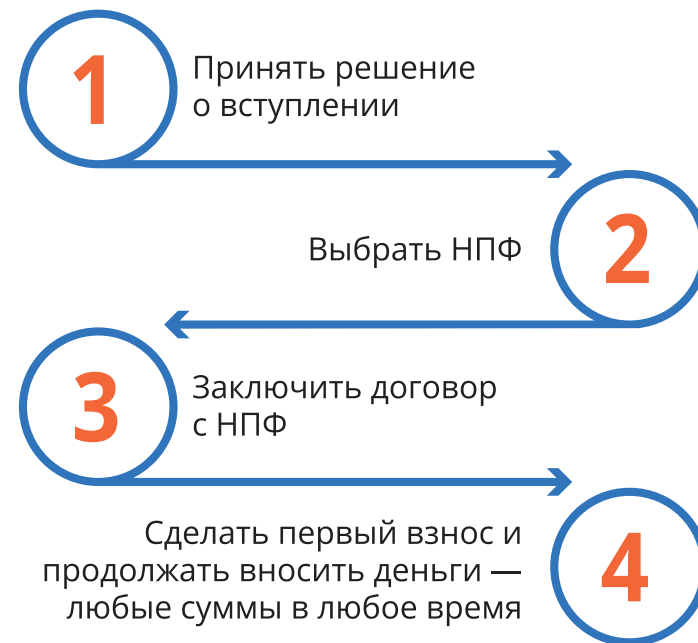 1
Принять решение
о вступлении
2
Выбрать НПФ
3
Заключить договор
с НПФ
4
Сделать первый взнос и
продолжать вносить деньги —
любые суммы в любое время